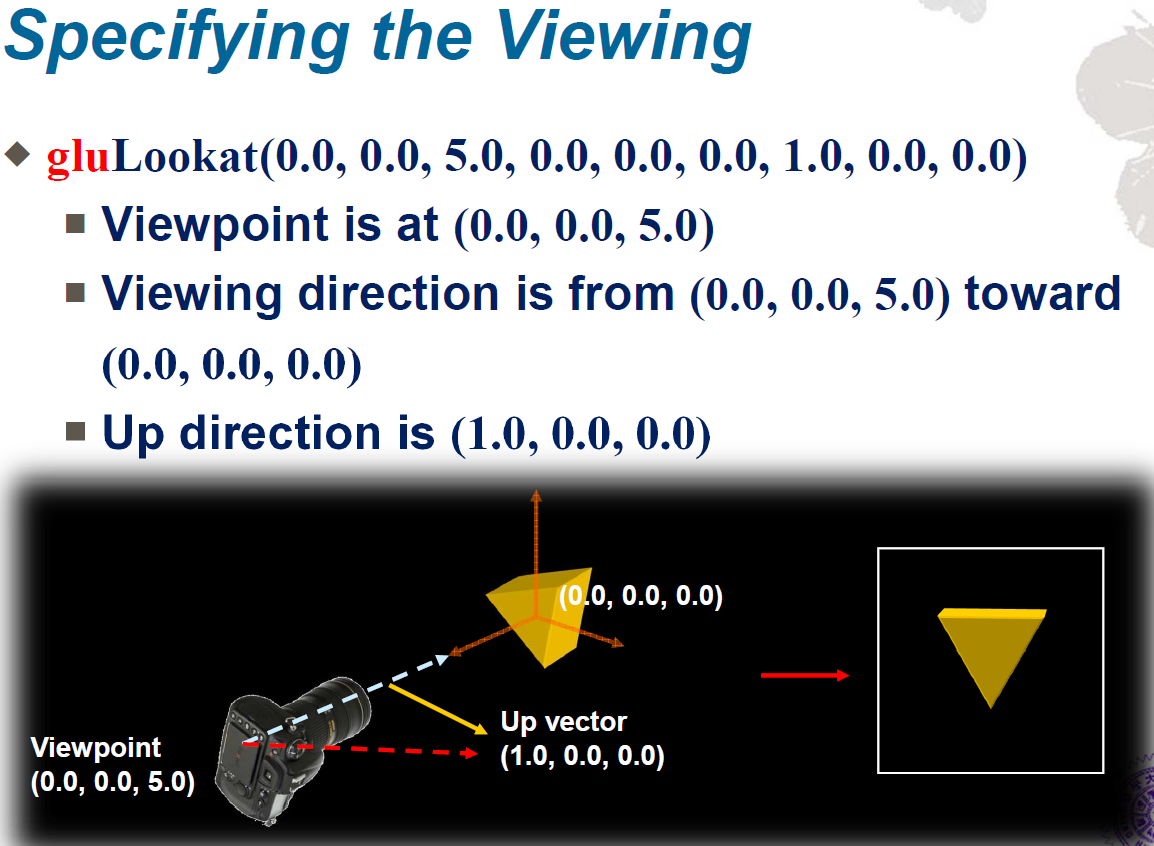 Specifying the Viewing
gluLookat(0.0, 0.0, 5.0, 0.0, 0.0, 0.0, 1.0, 0.0, 0.0)
Viewpoint is at (0.0, 0.0, 5.0)
Viewing direction is from (0.0, 0.0, 5.0) toward
(0.0, 0.0, 0.0)
Up direction is (1.0, 0.0, 0.0)
(0.0, 0.0, 0.0)
Up vector
(1.0, 0.0, 0.0)
Viewpoint
(0.0, 0.0, 5.0)